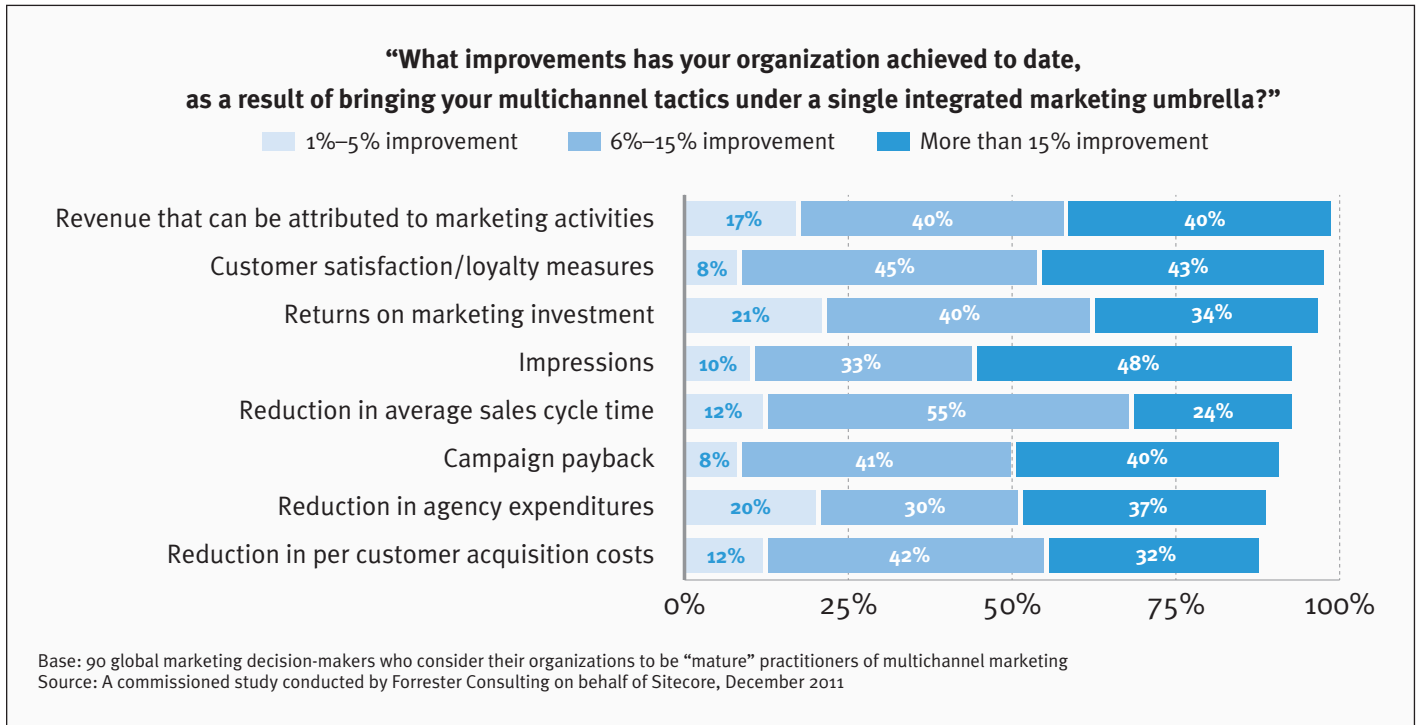 “What improvements has your organization achieved to date,
as a result of bringing your multichannel tactics under a single integrated marketing umbrella?”
1%–5% improvement 6%–15% improvement More than 15% improvement
Revenue that can be attributed to marketing activities 17% 40% 40%
Customer satisfaction/loyalty measures 8% 45% 43%
Returns on marketing investment 21% 40% 34%
Impressions 10% 33% 48%
Reduction in average sales cycle time 12% 55% 24%
Campaign payback 8% 41% 40%
Reduction in agency expenditures 20% 30% 37%
Reduction in per customer acquisition costs 12% 42% 32%
0% 25% 50% 75% 100%
Base: 90 global marketing decision-makers who consider their organizations to be “mature” practitioners of multichannel marketing
Source: A commissioned study conducted by Forrester Consulting on behalf of Sitecore, December 2011